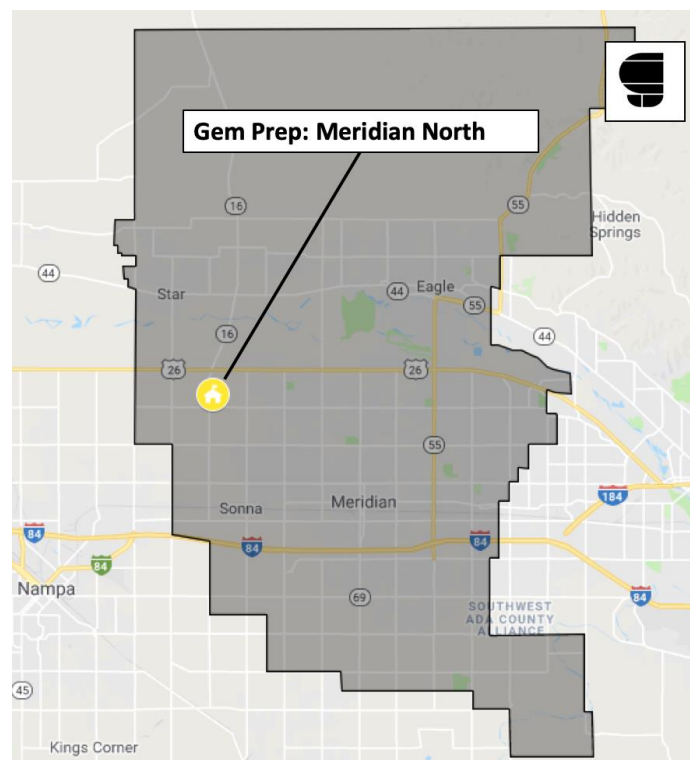 Gem Prep: Meridian North
16
55
Hidden
Springs
44
Star
44
Eagle
55
16
44
26
26
55
184
Sonna
Meridian
84
84
84
84
84
Nampa
69
SOUTHWEST
ADA COUNTY
ALLIANCE
45
Kings Corner